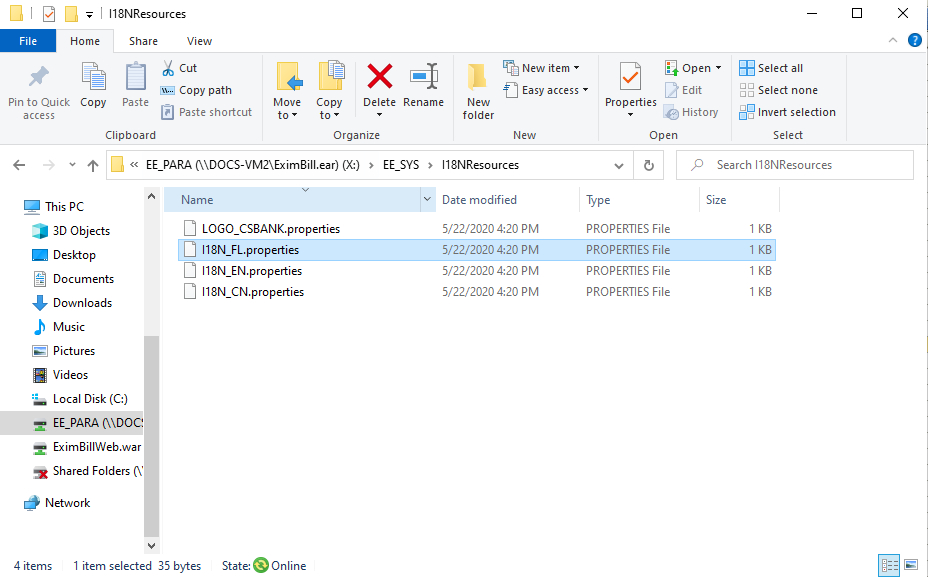 I18NResources
File Home Share View
Pin to Quick access
Copy
Paste
Cut
Copy path
Paste shortcut
Clipboard
Move to
Copy to
Delete
Rename
Organize
New folder
New item
Easy access
New
Properties
Open
Edit
History
Open
Select all
Select none
Invert selection
Select
« EE_PARA (\\DOCS-VM2\EximBill.ear) (X:) › EE_SYS › I18NResources
Search I18NResources
This PC
3D Objects
Desktop
Documents
Downloads
Music
Pictures
Videos
Local Disk (C:)
EE_PARA (\\DOCS
EximBillWeb.war
Shared Folders (\\
Network
Name Date modified Type Size
LOGO_CSBANK.properties 5/22/2020 4:20 PM PROPERTIES File 1 KB
I18N_FL.properties 5/22/2020 4:20 PM PROPERTIES File 1 KB
I18N_EN.properties 5/22/2020 4:20 PM PROPERTIES File 1 KB
I18N_CN.properties 5/22/2020 4:20 PM PROPERTIES File 1 KB
4 items 1 item selected 35 bytes State: Online